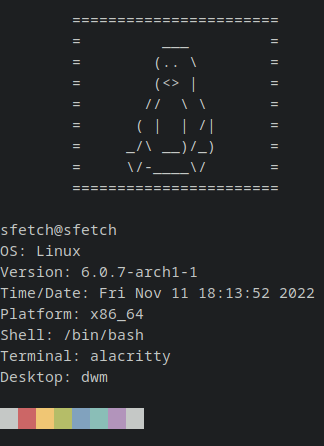 =======================
=         ___         =
=        (.. \        =
=        (<> |        =
=       //  \ \       =
=      ( |  | /|      =
=     _/\ __)/_)      =
=     \/-____\/       =
=======================
sfetch@sfetch
OS: Linux
Version: 6.0.7-arch1-1
Time/Date: Fri Nov 11 18:13:52 2022
Platform: x86_64
Shell: /bin/bash
Terminal: alacritty
Desktop: dwm